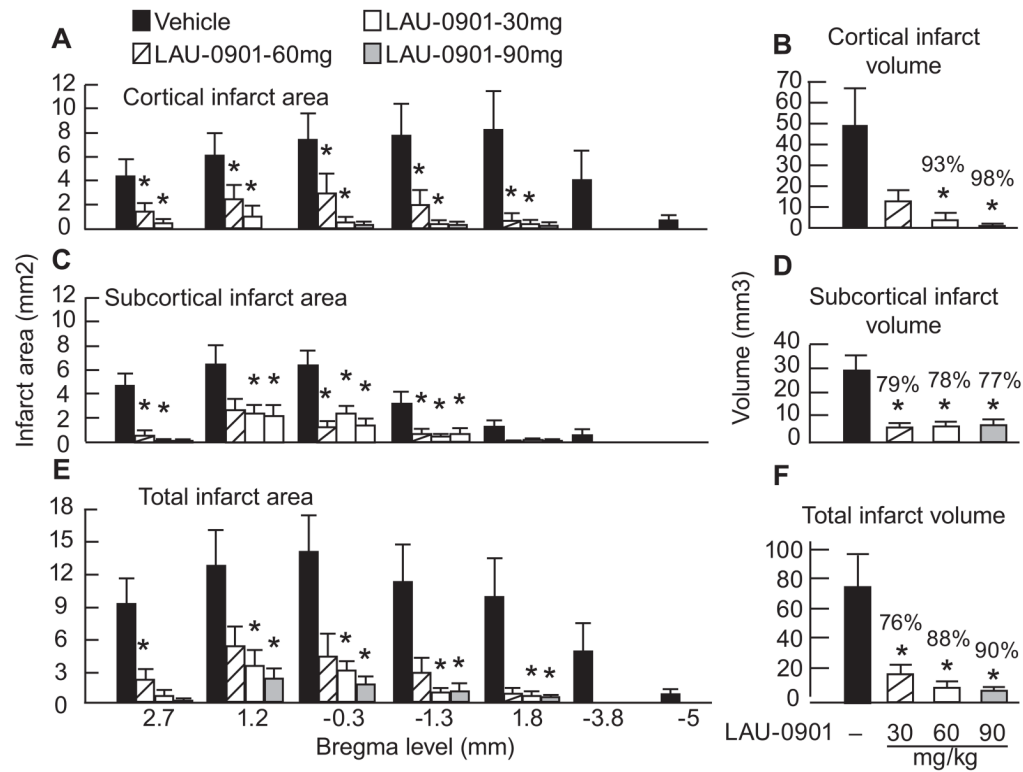 Vehicle
LAU-0901-30mg
LAU-0901-60mg
LAU-0901-90mg
A
Cortical infarct area
12
10
8
6
4
2
0
* * * * * * * * * *
B
Cortical infarct
volume
70
60
50
40
30
20
10
0
93%
98%
* *
C
Subcortical infarct area
12
10
8
6
4
2
0
* * * * * * * * * *
Infarct area (mm2)
D
Subcortical infarct
volume
40
30
20
10
0
79% 78% 77%
* * *
Volume (mm3)
E
Total infarct area
18
15
12
9
6
3
0
* * * * * * * * *
2.7 1.2 -0.3 -1.3 1.8 -3.8 -5
Bregma level (mm)
F
Total infarct volume
100
80
60
40
20
0
76% 88% 90%
* * *
LAU-0901 – 30 60 90
mg/kg